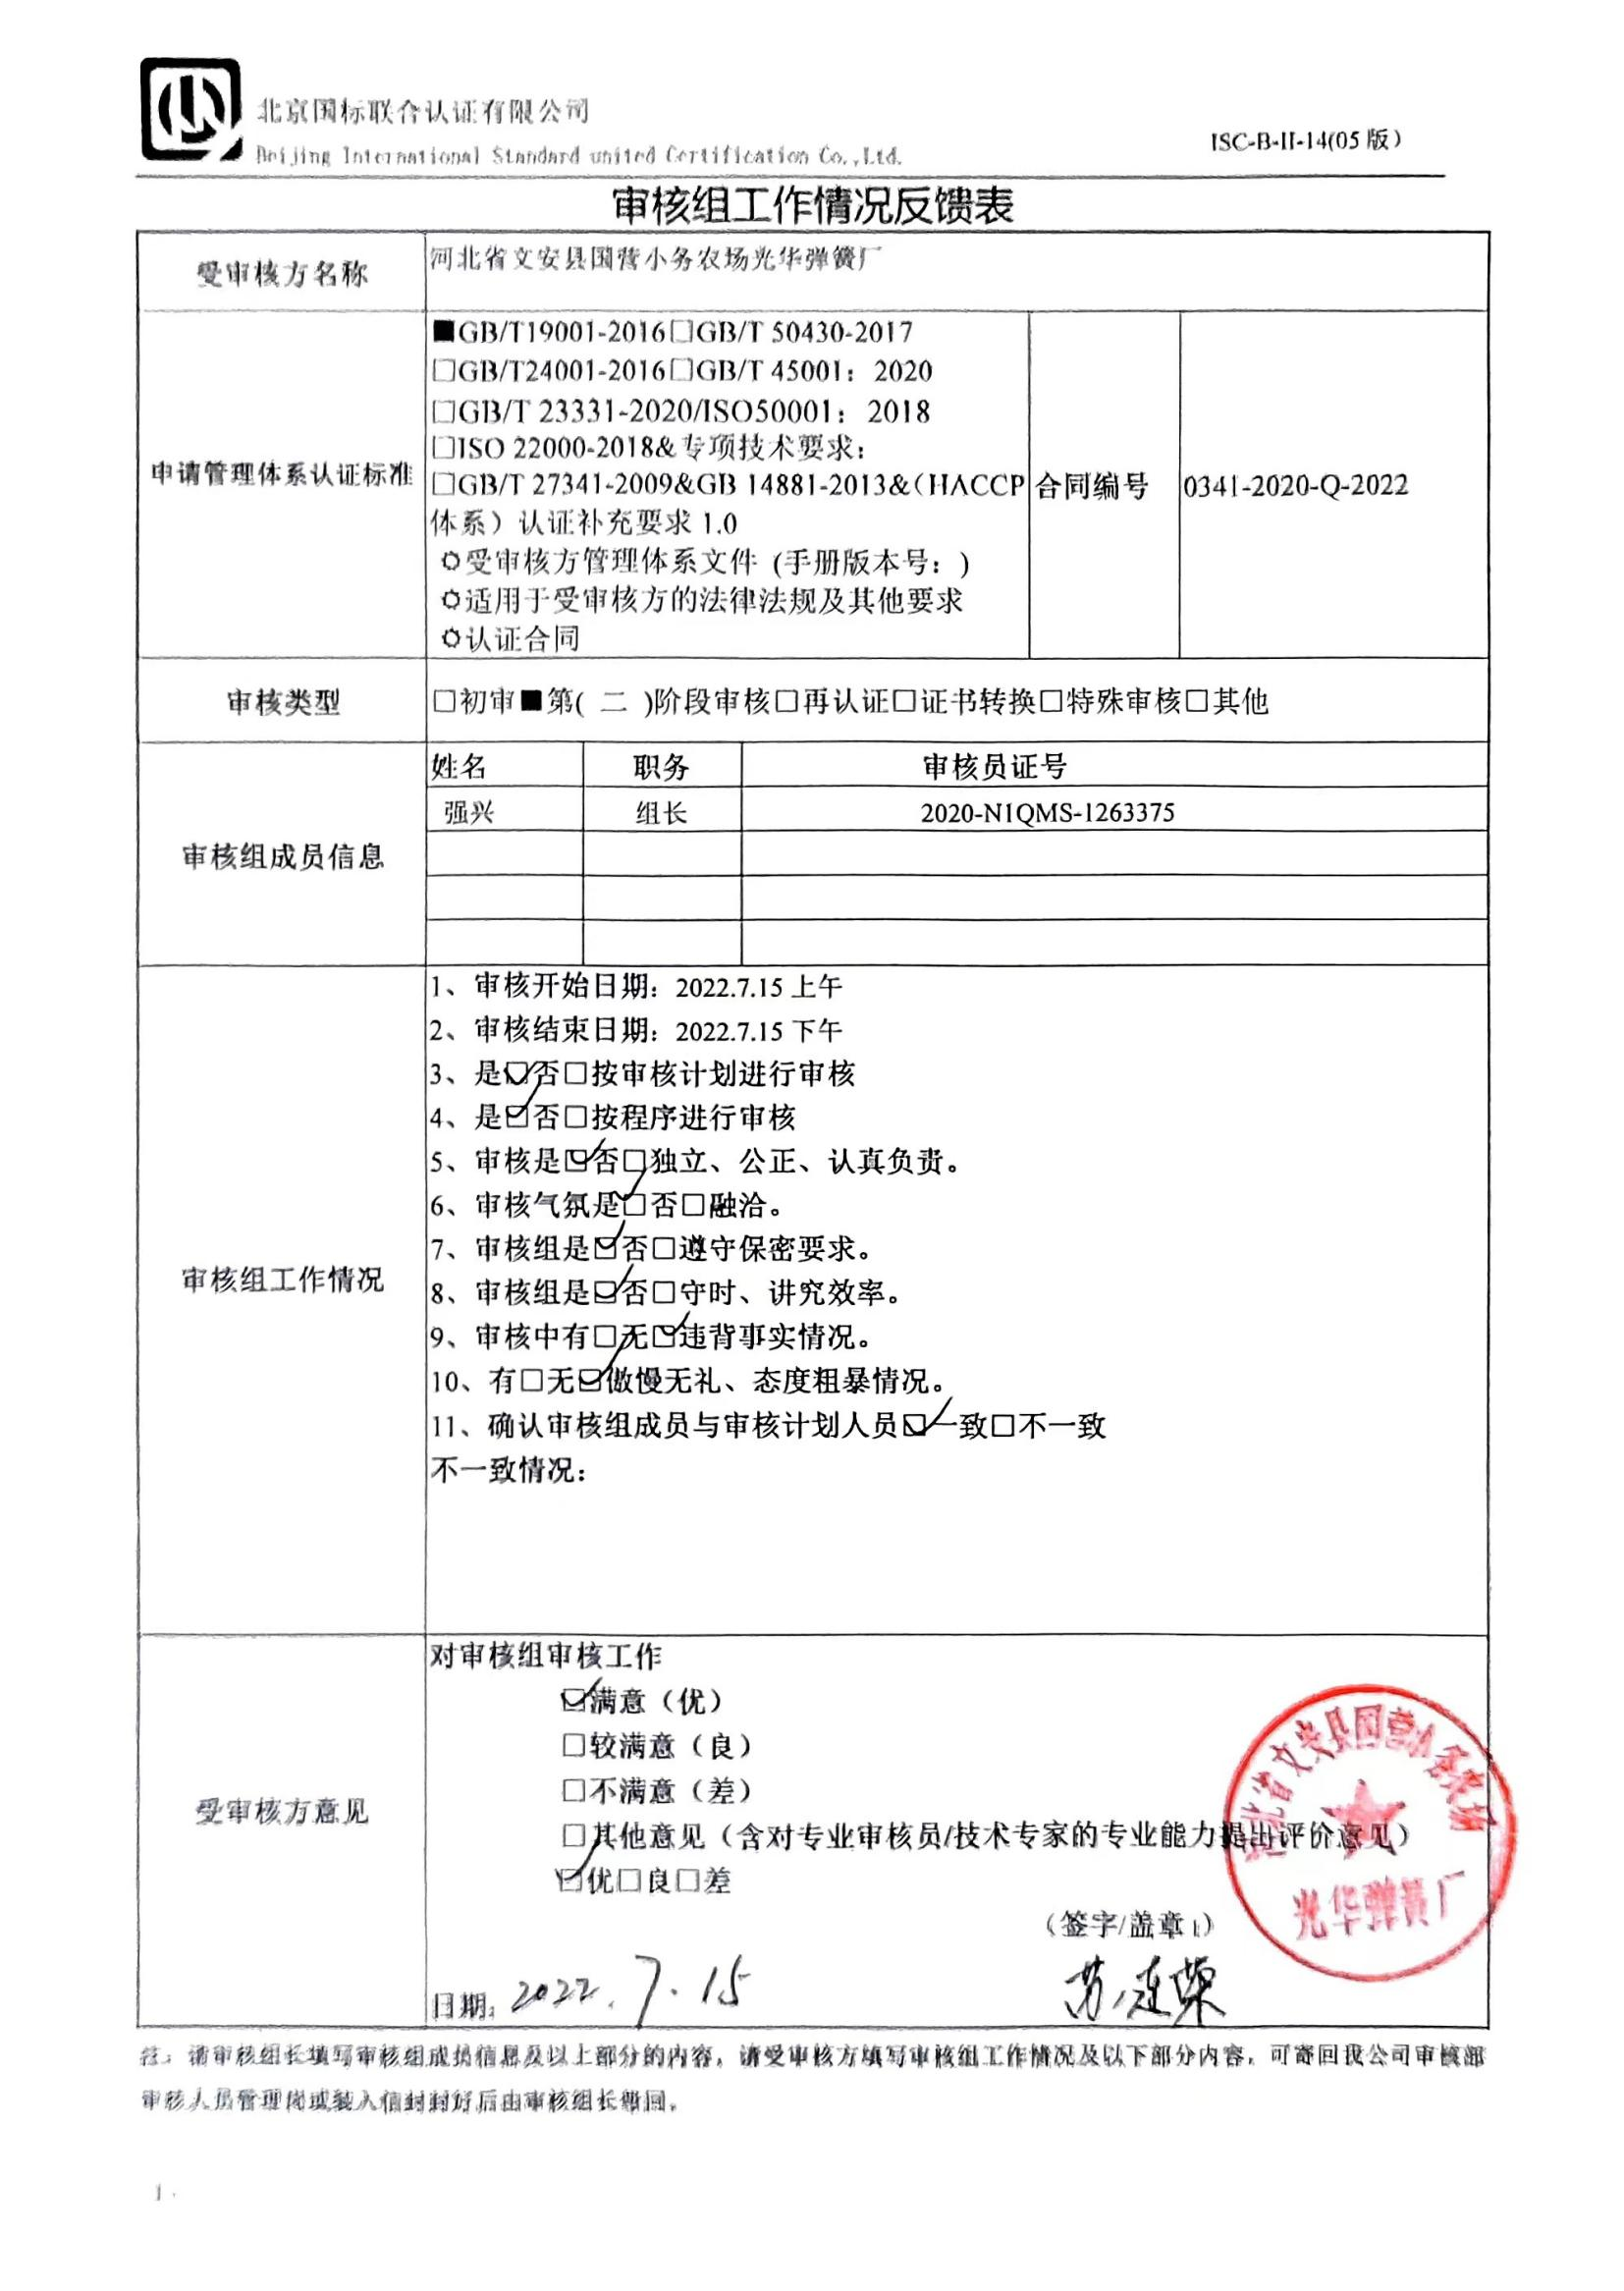 北京国标联合认证有限公司
Beijing International Standard united Certification Co.,Ltd.
ISC-B-II-14(05版)
审核组工作情况反馈表
受审核方名称
河北省文安县国营小务农场光华弹簧厂
申请管理体系认证标准
■GB/T19001-2016□GB/T 50430-2017
□GB/T24001-2016□GB/T 45001：2020
□GB/T 23331-2020/ISO50001：2018
□ISO 22000-2018&专项技术要求：
□GB/T 27341-2009&GB 14881-2013&（HACCP
体系）认证补充要求 1.0
✪受审核方管理体系文件 (手册版本号：)
✪适用于受审核方的法律法规及其他要求
✪认证合同
合同编号
0341-2020-Q-2022
审核类型
□初审■第( 二 )阶段审核□再认证□证书转换□特殊审核□其他
审核组成员信息
姓名 职务 审核员证号
强兴 组长 2020-N1QMS-1263375
审核组工作情况
1、审核开始日期：2022.7.15 上午
2、审核结束日期：2022.7.15 下午
3、是☑否□按审核计划进行审核
4、是☑否□按程序进行审核
5、审核是☑否□独立、公正、认真负责。
6、审核气氛是☑否□融洽。
7、审核组是☑否□遵守保密要求。
8、审核组是☑否□守时、讲究效率。
9、审核中有□无☑违背事实情况。
10、有□无☑傲慢无礼、态度粗暴情况。
11、确认审核组成员与审核计划人员☑一致□不一致
不一致情况：
受审核方意见
对审核组审核工作
☑满意（优）
□较满意（良）
□不满意（差）
□其他意见（含对专业审核员/技术专家的专业能力提出评价意见）
☑优□良□差
（签字/盖章：）
日期：2022.7.15
苏连荣
河北省文安县国营小务农场
光华弹簧厂
注：请审核组长填写审核组成员信息及以上部分的内容，请受审核方填写审核组工作情况及以下部分内容，可寄回我公司审核部
审核人员管理岗或装入信封封好后由审核组长带回。
1